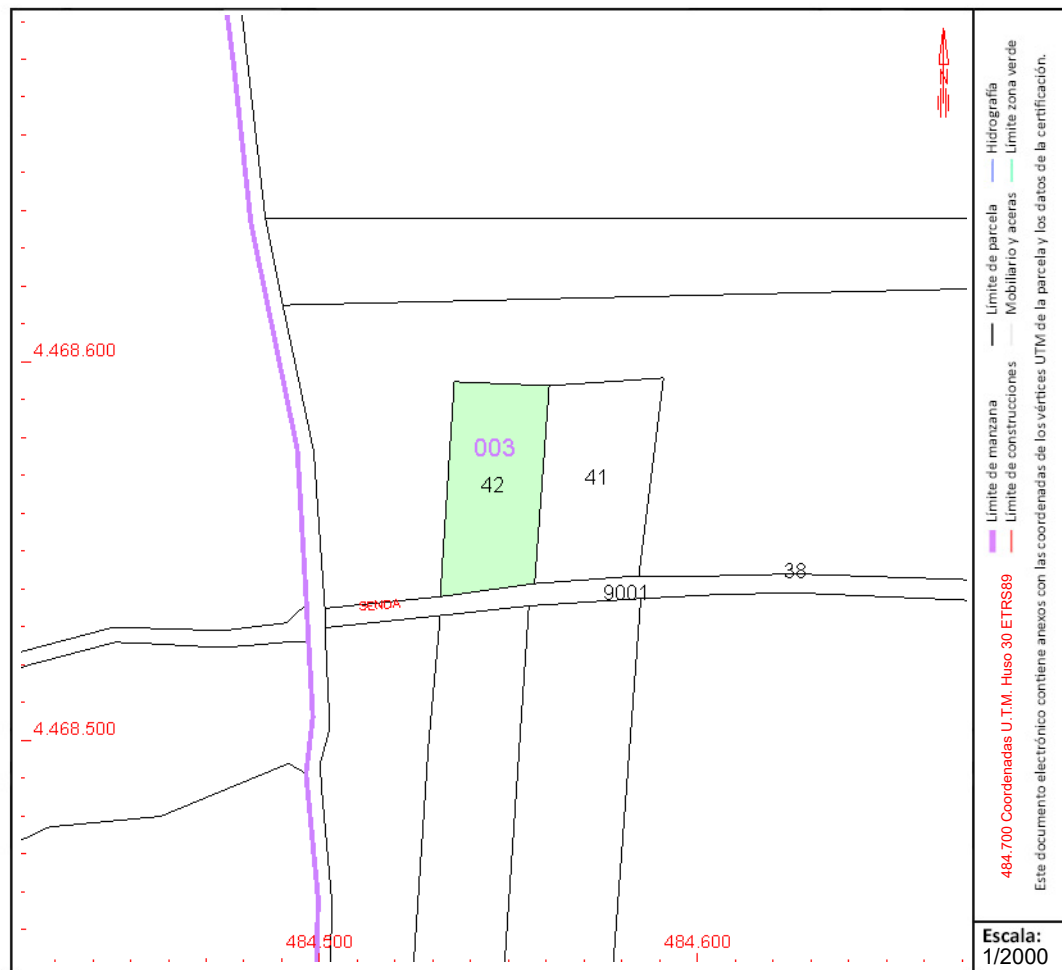 N
4.468.600
003
42
41
38
SENDA
9001
4.468.500
484.500
484.600
Límite de manzana
Límite de parcela
Hidrografía
Límite de construcciones
Mobiliario y aceras
Límite zona verde
484.700 Coordenadas U.T.M. Huso 30 ETRS89
Este documento electrónico contiene anexos con las coordenadas de los vértices UTM de la parcela y los datos de la certificación.
Escala:
1/2000